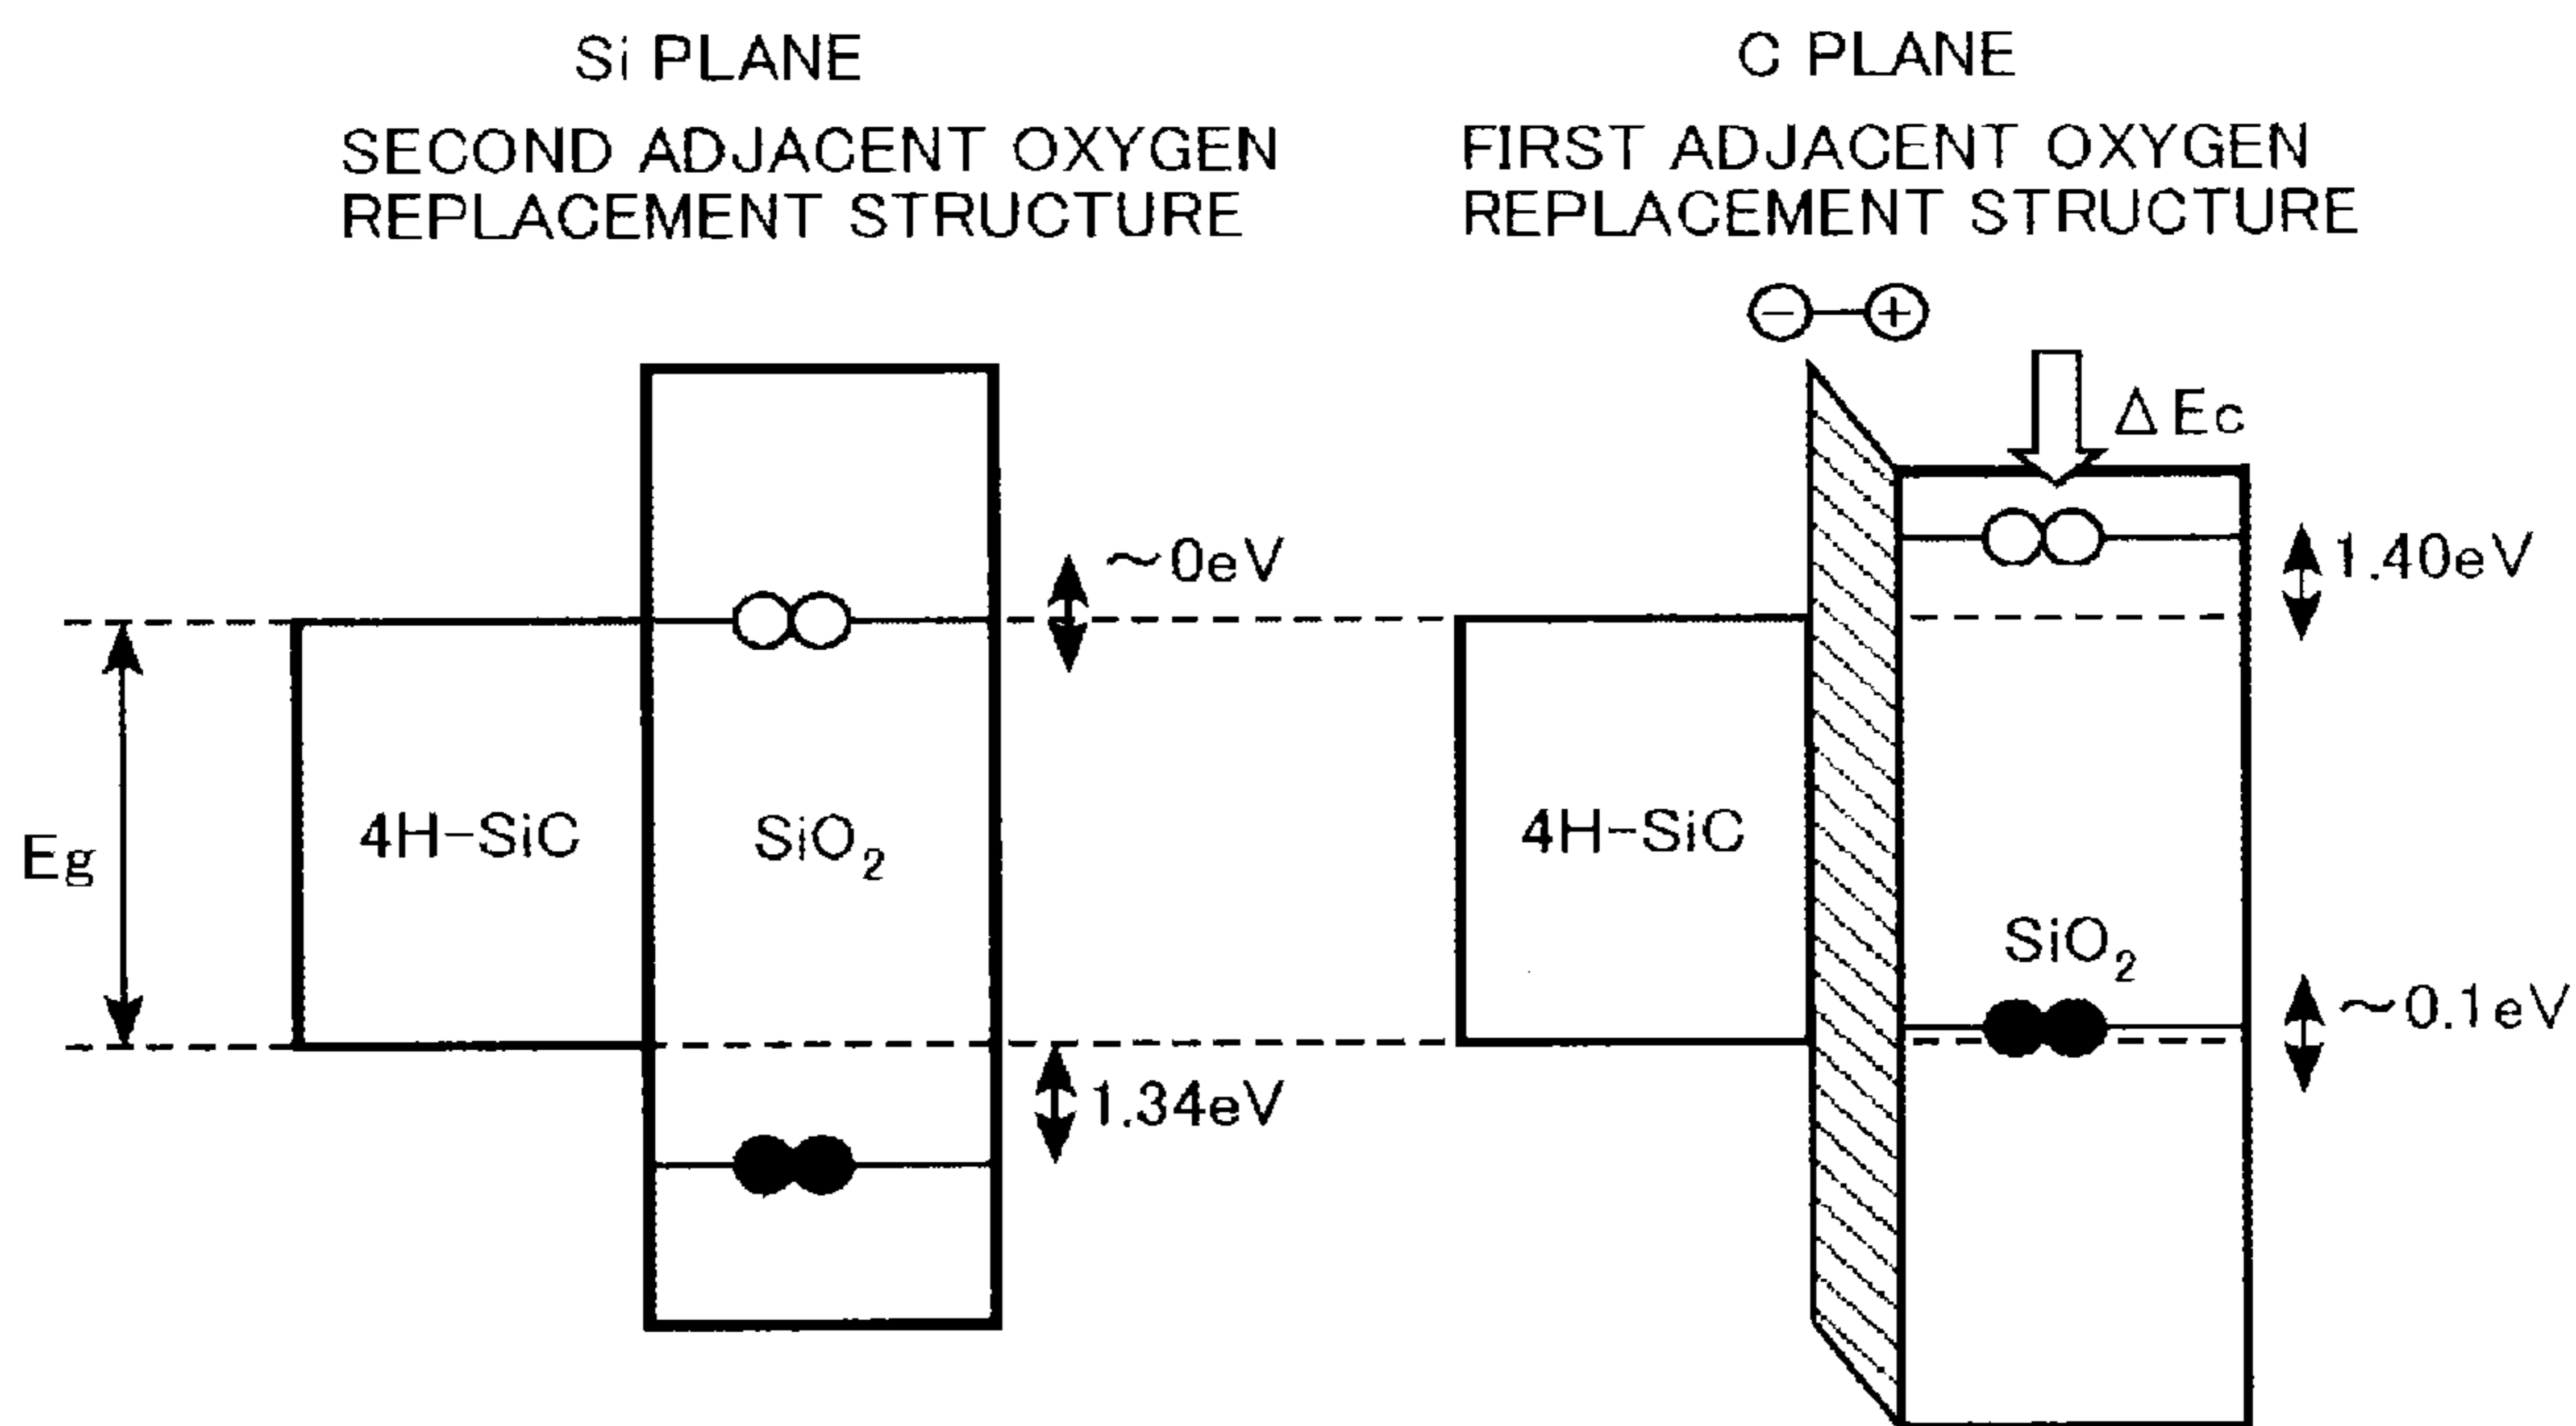 Si PLANE
SECOND ADJACENT OXYGEN
REPLACEMENT STRUCTURE
~0eV
Eg
4H-SiC
SiO₂
1.34eV
C PLANE
FIRST ADJACENT OXYGEN
REPLACEMENT STRUCTURE
− +
Δ Ec
1.40eV
4H-SiC
SiO₂
~0.1eV